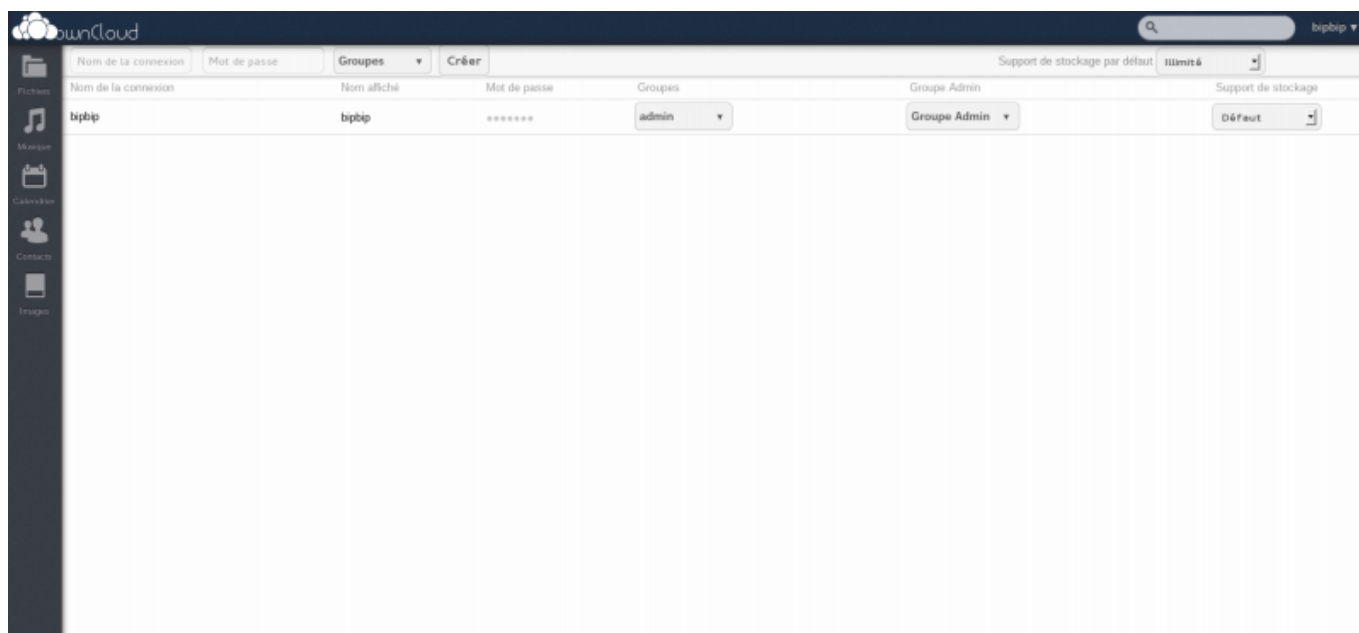 ownCloud
bipbip
Nom de la connexion Mot de passe Groupes Créer Support de stockage par défaut Illimité
Nom de la connexion Nom affiché Mot de passe Groupes Groupe Admin Support de stockage
bipbip bipbip admin Groupe Admin Défaut
Fichiers
Musique
Calendrier
Contacts
Images